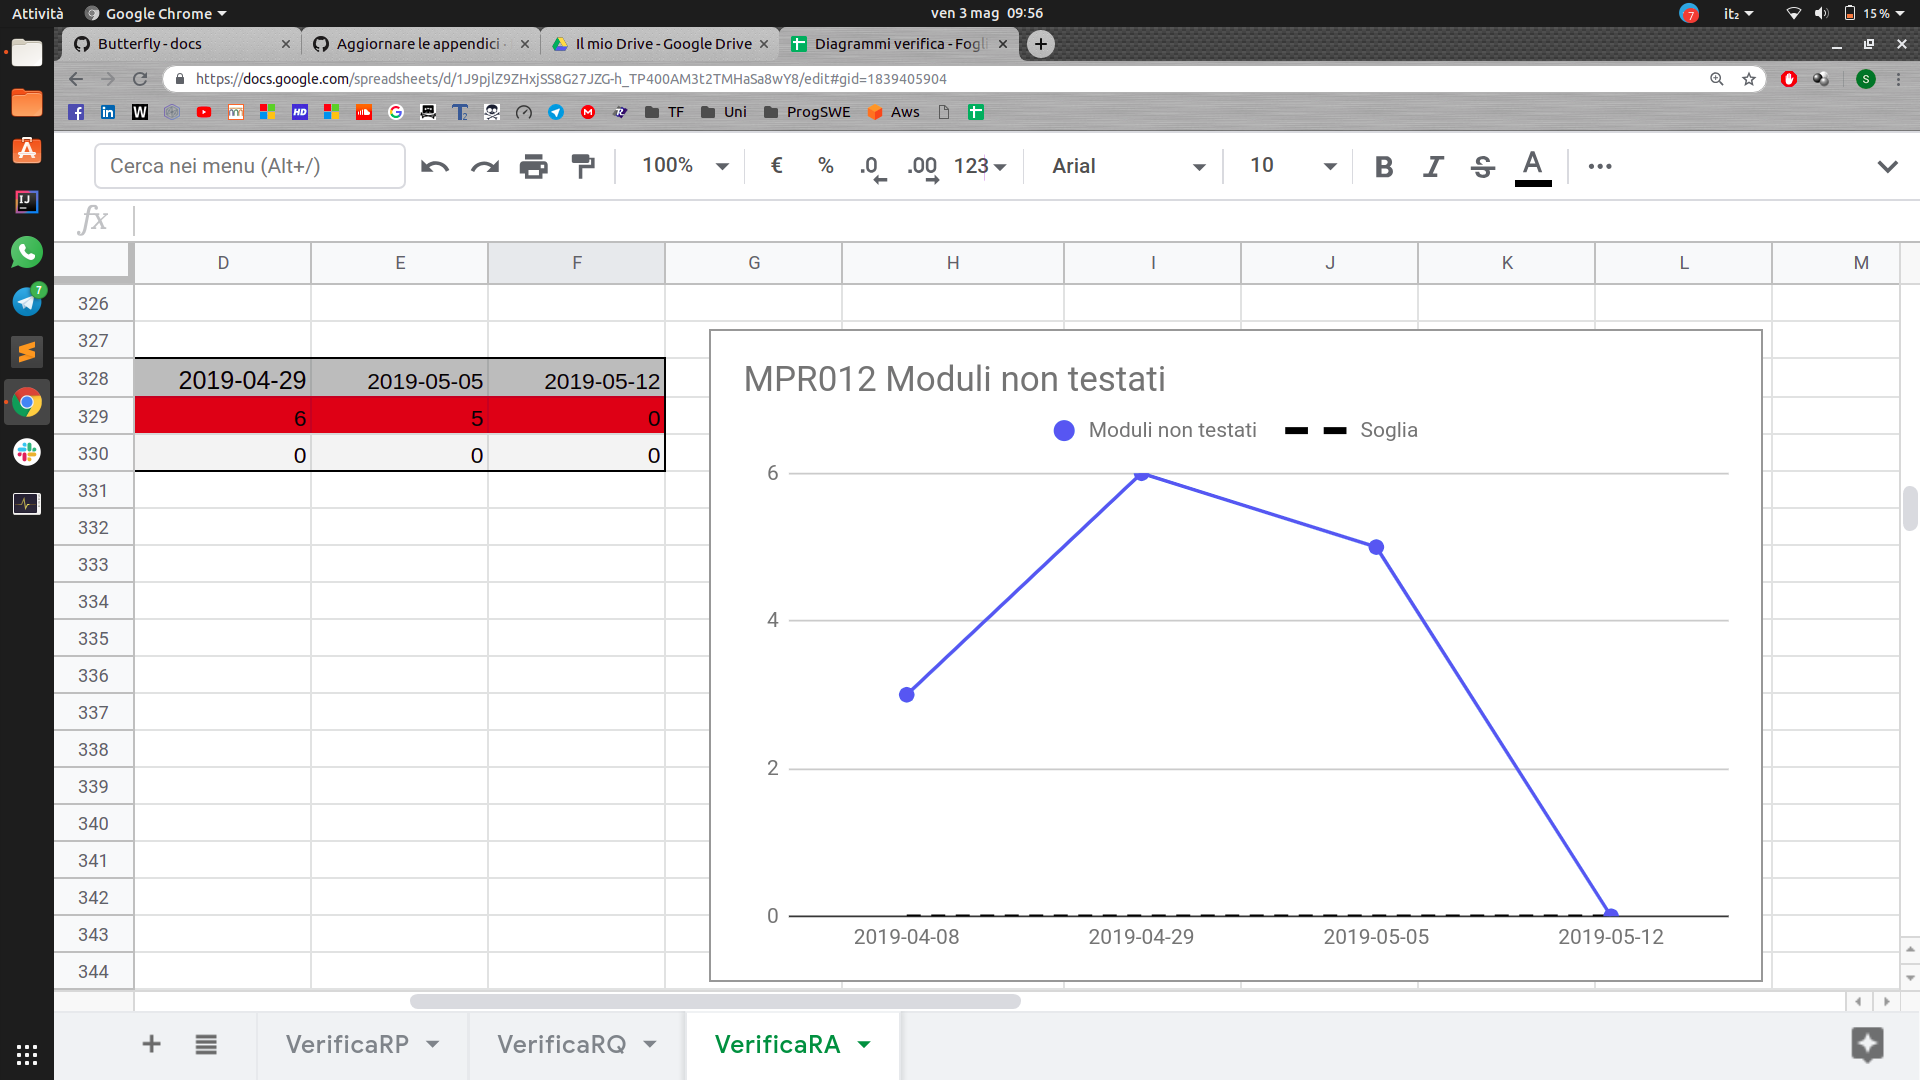 Attività
Google Chrome
ven 3 mag 09:56
7
it₂
15 %
Butterfly - docs
Aggiornare le appendici
Il mio Drive - Google Drive
Diagrammi verifica - Fogl
https://docs.google.com/spreadsheets/d/1J9pjlZ9ZHxjSS8G27JZG-h_TP400AM3t2TMHaSa8wY8/edit#gid=1839405904
S
TF
Uni
ProgSWE
Aws
Cerca nei menu (Alt+/)
100%
€
%
.0
.00
123
Arial
10
B
I
S
A
fx
D E F G H I J K L M
326
327
328 2019-04-29 2019-05-05 2019-05-12
329 6 5 0
330 0 0 0
331
332
333
334
335
336
337
338
339
340
341
342
343
344
MPR012 Moduli non testati
Moduli non testati
Soglia
6
4
2
0
2019-04-08
2019-04-29
2019-05-05
2019-05-12
VerificaRP
VerificaRQ
VerificaRA
7